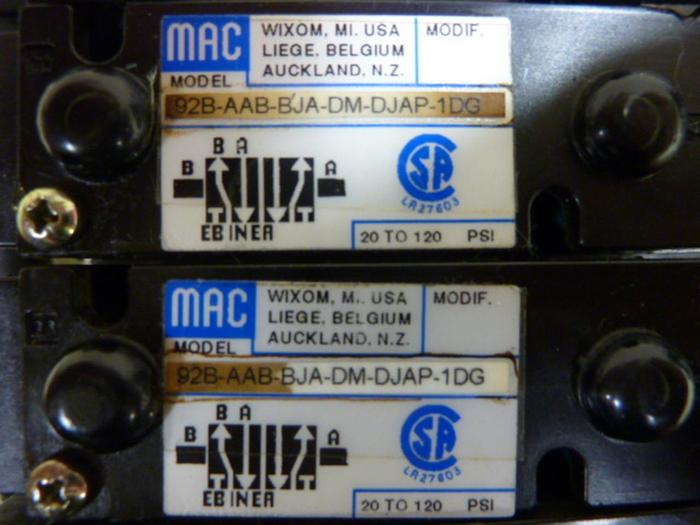 MAC
WIXOM, MI. USA
LIEGE, BELGIUM
AUCKLAND, N.Z.
MODIF.
MODEL
92B-AAB-BJA-DM-DJAP-1DG
B A
B A
EB IN EA
SA
LR27603
20 TO 120 PSI
MAC
WIXOM, MI. USA
LIEGE, BELGIUM
AUCKLAND, N.Z.
MODIF.
MODEL
92B-AAB-BJA-DM-DJAP-1DG
B A
B A
EB IN EA
SA
LR27603
20 TO 120 PSI